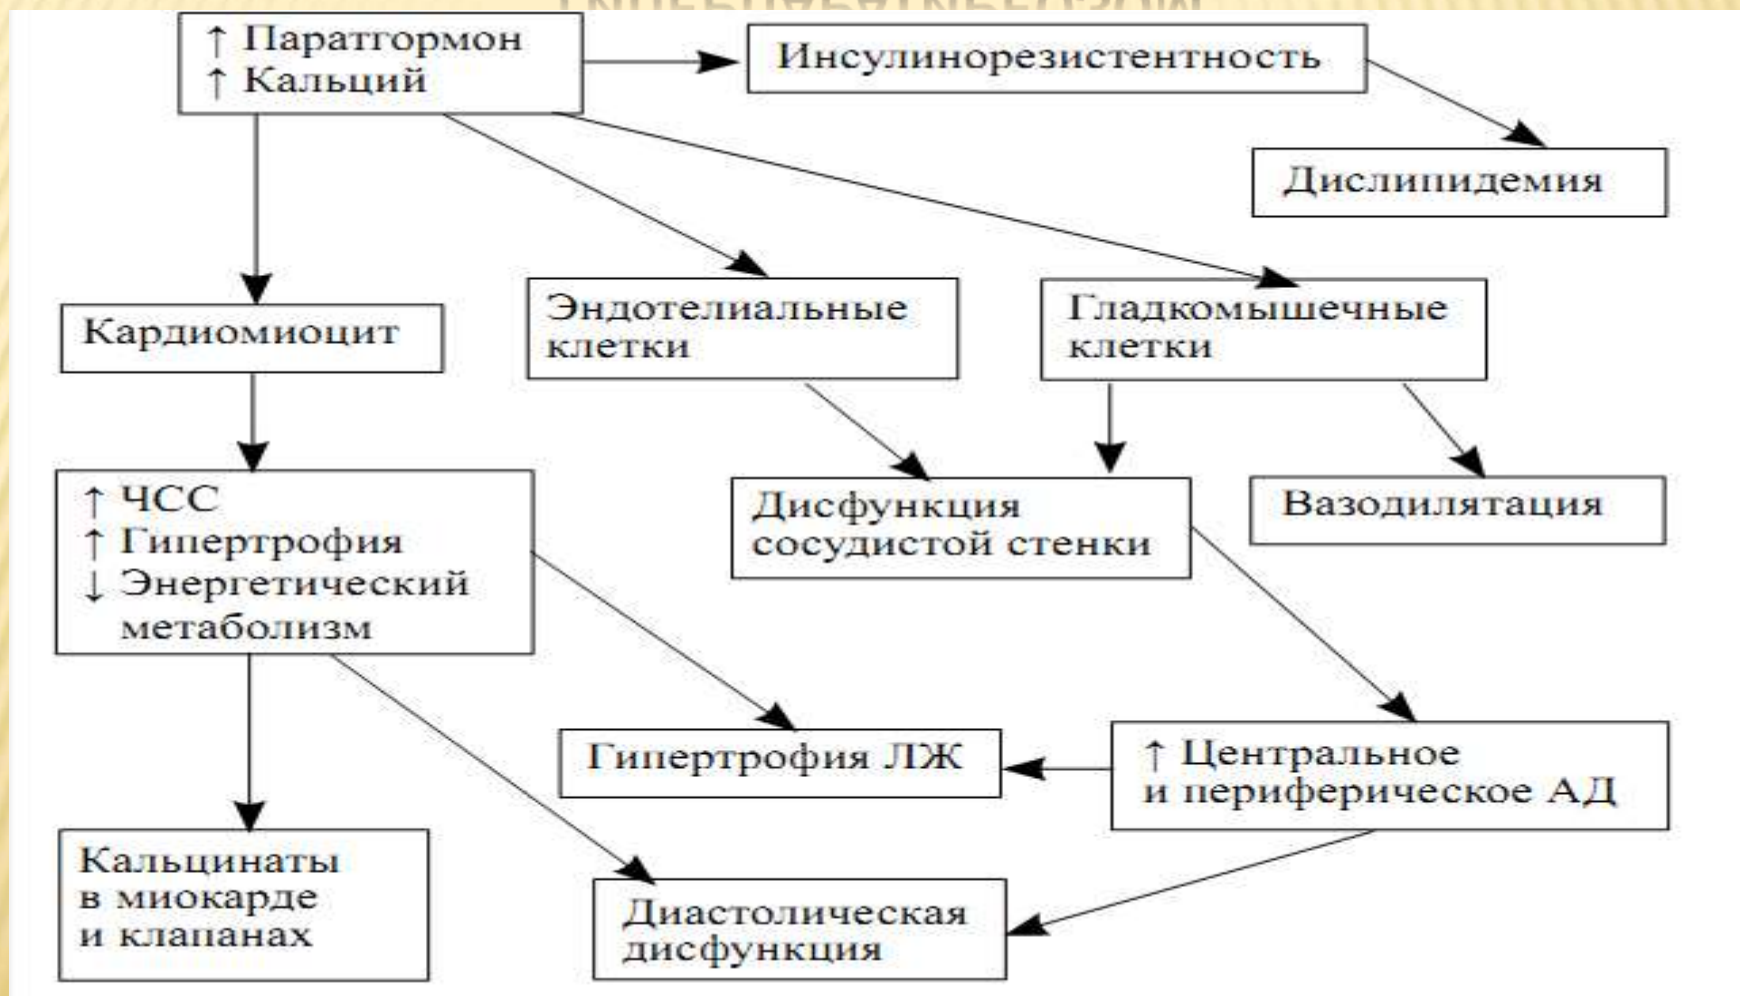 ↑ Паратгормон
↑ Кальций
Инсулинорезистентность
Дислипидемия
Эндотелиальные
клетки
Гладкомышечные
клетки
Кардиомиоцит
↑ ЧСС
↑ Гипертрофия
↓ Энергетический
метаболизм
Дисфункция
сосудистой стенки
Вазодилятация
Гипертрофия ЛЖ
↑ Центральное
и периферическое АД
Кальцинаты
в миокарде
и клапанах
Диастолическая
дисфункция